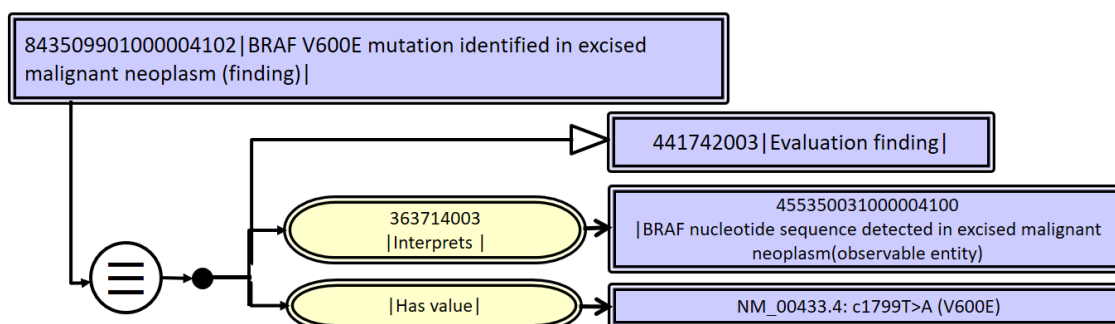 843509901000004102|BRAF V600E mutation identified in excised
malignant neoplasm (finding)|
441742003|Evaluation finding|
363714003
|Interprets |
455350031000004100
|BRAF nucleotide sequence detected in excised malignant
neoplasm(observable entity)
|Has value|
NM_00433.4: c1799T>A (V600E)